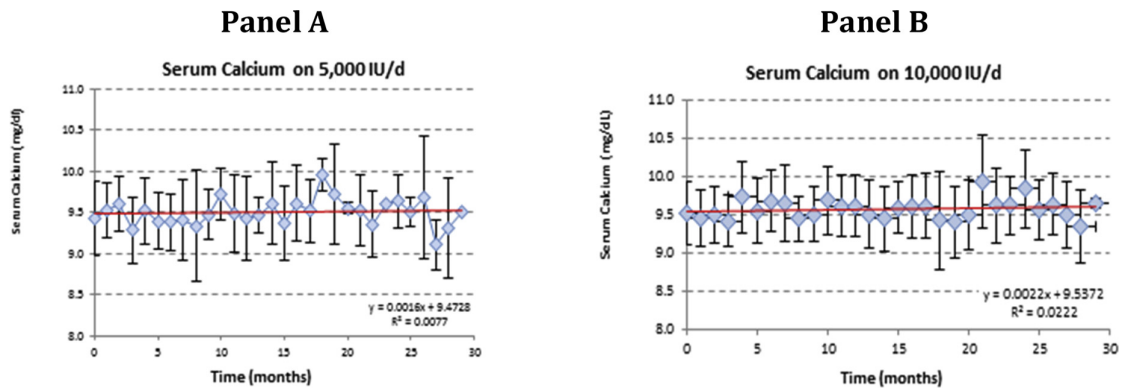 Panel A
Serum Calcium on 5,000 IU/d
Serum Calcium (mg/dl)
11.0
10.5
10.0
9.5
9.0
8.5
8.0
y = 0.0016x + 9.4728
R² = 0.0077
0 5 10 15 20 25 30
Time (months)
Panel B
Serum Calcium on 10,000 IU/d
Serum Calcium (mg/dL)
11.0
10.5
10.0
9.5
9.0
8.5
8.0
y = 0.0022x + 9.5372
R² = 0.0222
0 5 10 15 20 25 30
Time (months)